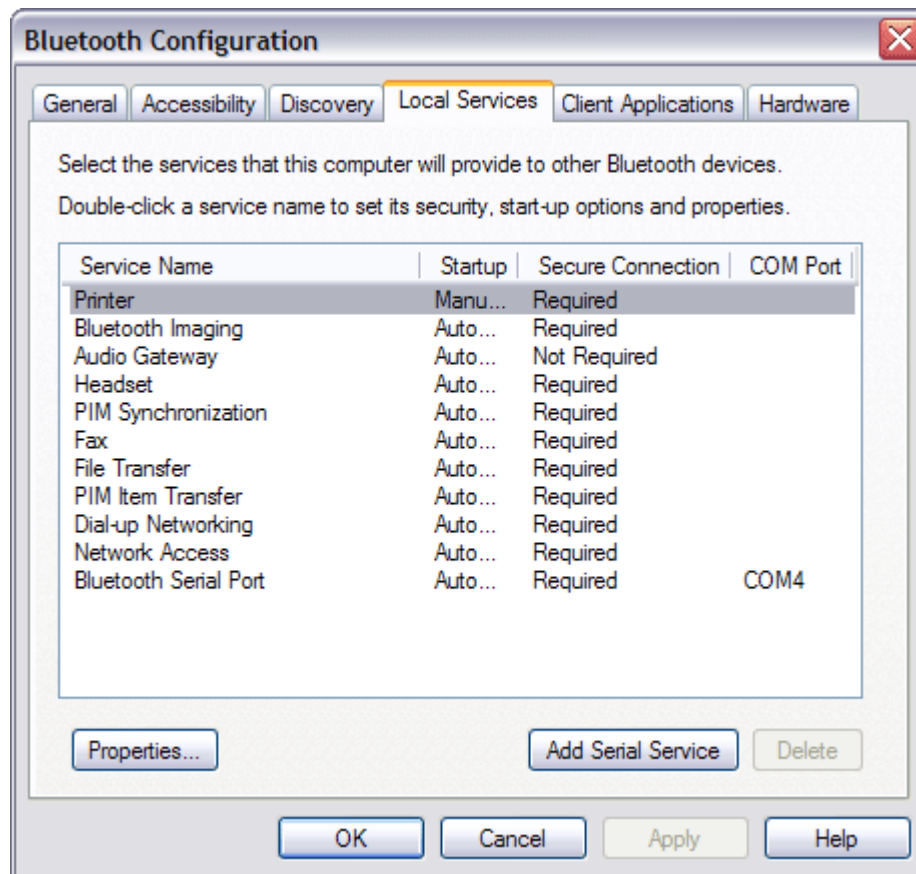 Bluetooth Configuration
General Accessibility Discovery Local Services Client Applications Hardware
Select the services that this computer will provide to other Bluetooth devices.
Double-click a service name to set its security, start-up options and properties.
Service Name Startup Secure Connection COM Port
Printer Manu... Required
Bluetooth Imaging Auto... Required
Audio Gateway Auto... Not Required
Headset Auto... Required
PIM Synchronization Auto... Required
Fax Auto... Required
File Transfer Auto... Required
PIM Item Transfer Auto... Required
Dial-up Networking Auto... Required
Network Access Auto... Required
Bluetooth Serial Port Auto... Required COM4
Properties... Add Serial Service Delete
OK Cancel Apply Help